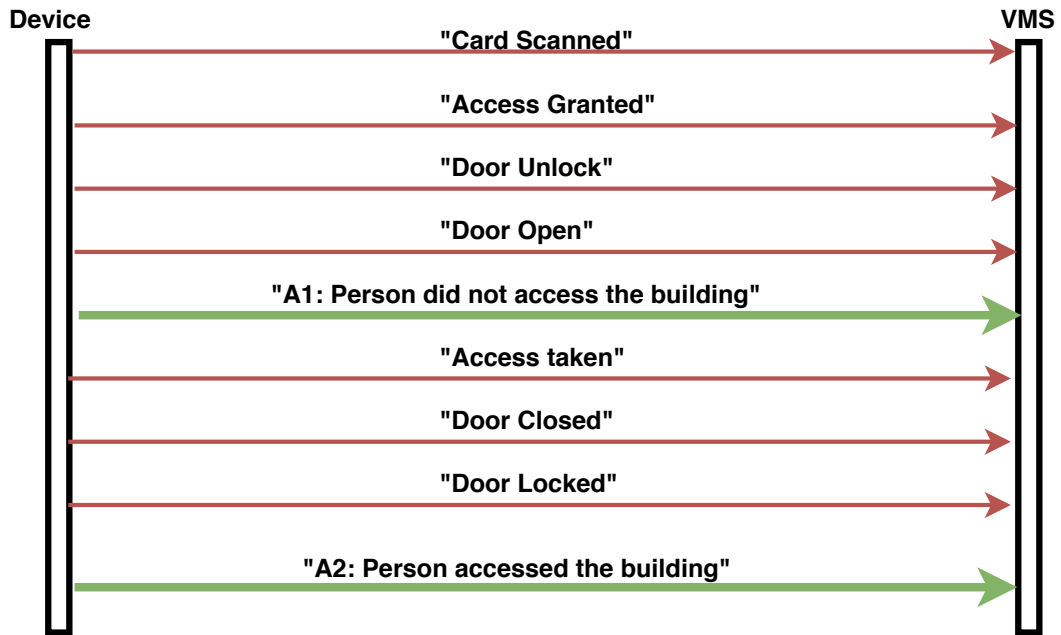 Device
VMS
"Card Scanned"
"Access Granted"
"Door Unlock"
"Door Open"
"A1: Person did not access the building"
"Access taken"
"Door Closed"
"Door Locked"
"A2: Person accessed the building"